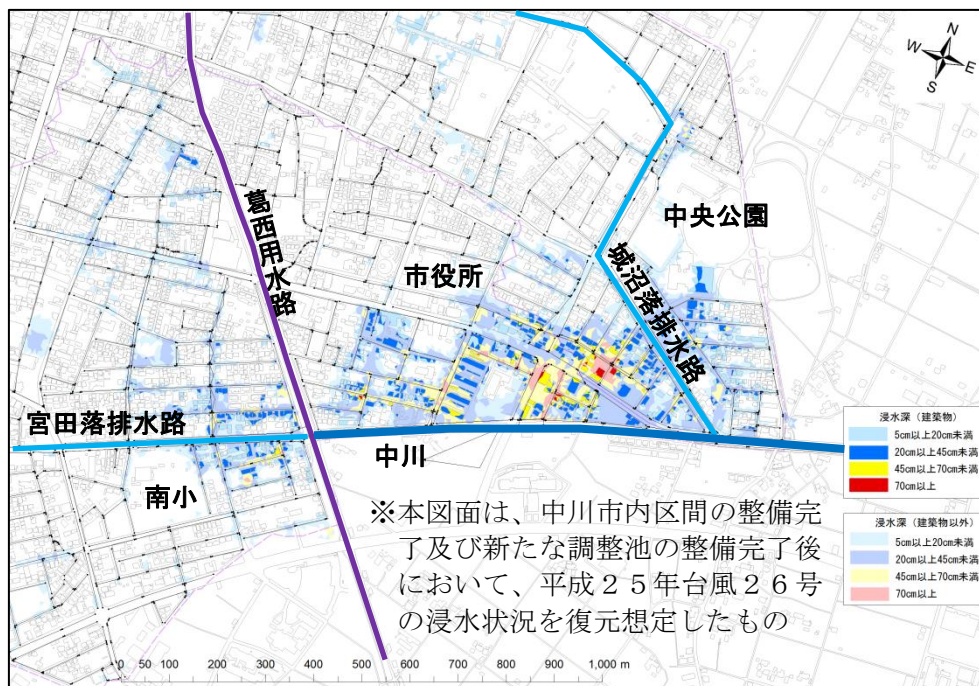 N
W
E
S
中央公園
葛西用水路
市役所
城沼落排水路
宮田落排水路
中川
南小
浸水深（建築物）
5cm以上20cm未満
20cm以上45cm未満
45cm以上70cm未満
70cm以上
浸水深（建築物以外）
5cm以上20cm未満
20cm以上45cm未満
45cm以上70cm未満
70cm以上
※本図面は、中川市内区間の整備完
了及び新たな調整池の整備完了後
において、平成２５年台風２６号
の浸水状況を復元想定したもの
0 50 100 200 300 400 500 600 700 800 1,000 m